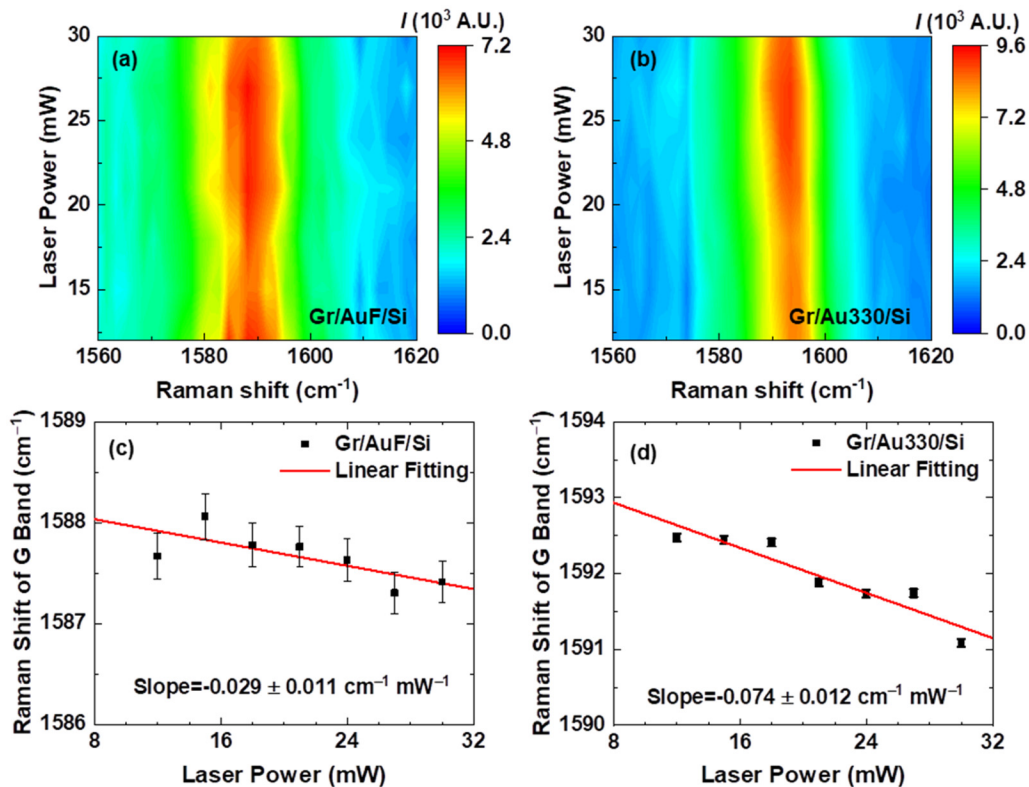 I (10³ A.U.)
I (10³ A.U.)
30
25
20
15
Laser Power (mW)
(a)
Gr/AuF/Si
7.2
4.8
2.4
0.0
1560 1580 1600 1620
Raman shift (cm⁻¹)
30
25
20
15
Laser Power (mW)
(b)
Gr/Au330/Si
9.6
7.2
4.8
2.4
0.0
1560 1580 1600 1620
Raman shift (cm⁻¹)
1589
1588
1587
1586
Raman Shift of G Band (cm⁻¹)
(c)
Gr/AuF/Si
Linear Fitting
Slope=-0.029 ± 0.011 cm⁻¹ mW⁻¹
8 16 24 32
Laser Power (mW)
1594
1593
1592
1591
1590
Raman Shift of G Band (cm⁻¹)
(d)
Gr/Au330/Si
Linear Fitting
Slope=-0.074 ± 0.012 cm⁻¹ mW⁻¹
8 16 24 32
Laser Power (mW)